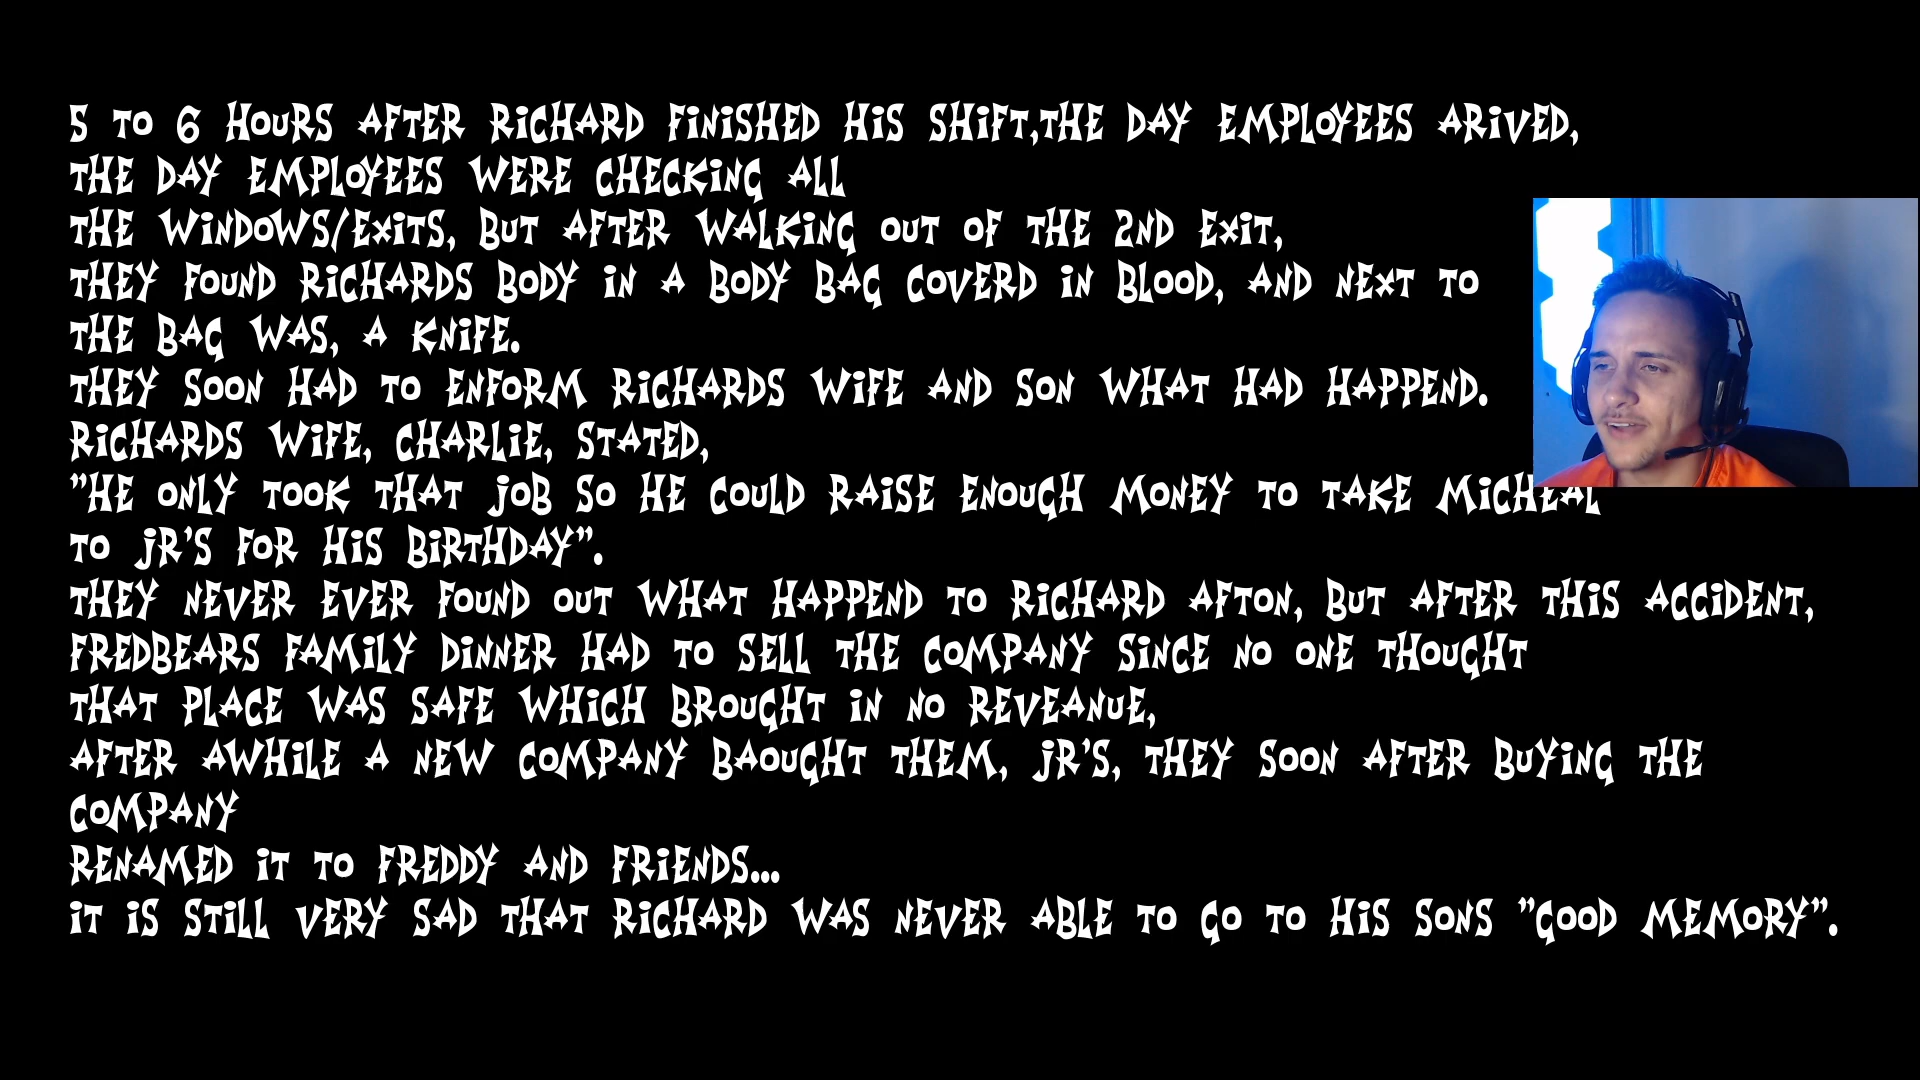 5 TO 6 HOURS AFTER RICHARD FINISHED HIS SHIFT,THE DAY EMPLOYEES ARIVED,
THE DAY EMPLOYEES WERE CHECKING ALL
THE WINDOWS/EXITS, BUT AFTER WALKING OUT OF THE 2ND EXIT,
THEY FOUND RICHARDS BODY IN A BODY BAG COVERD IN BLOOD, AND NEXT TO
THE BAG WAS, A KNIFE.
THEY SOON HAD TO ENFORM RICHARDS WIFE AND SON WHAT HAD HAPPEND.
RICHARDS WIFE, CHARLIE, STATED,
"HE ONLY TOOK THAT JOB SO HE COULD RAISE ENOUGH MONEY TO TAKE MICHEAL
TO JR'S FOR HIS BIRTHDAY".
THEY NEVER EVER FOUND OUT WHAT HAPPEND TO RICHARD AFTON, BUT AFTER THIS ACCIDENT,
FREDBEARS FAMILY DINNER HAD TO SELL THE COMPANY SINCE NO ONE THOUGHT
THAT PLACE WAS SAFE WHICH BROUGHT IN NO REVEANUE,
AFTER AWHILE A NEW COMPANY BAOUGHT THEM, JR'S, THEY SOON AFTER BUYING THE
COMPANY
RENAMED IT TO FREDDY AND FRIENDS...
IT IS STILL VERY SAD THAT RICHARD WAS NEVER ABLE TO GO TO HIS SONS "GOOD MEMORY".